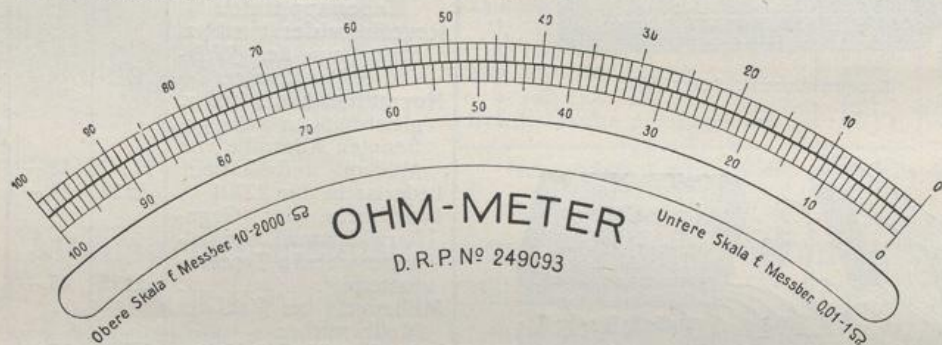 100 90 80 70 60 50 40 30 20 10 0
100 90 80 70 60 50 40 30 20 10 0
OHM-METER
D. R. P. Nº 249093
Obere Skala f. Messber. 10-2000 Ω
Untere Skala f. Messber. 0,01-1 Ω